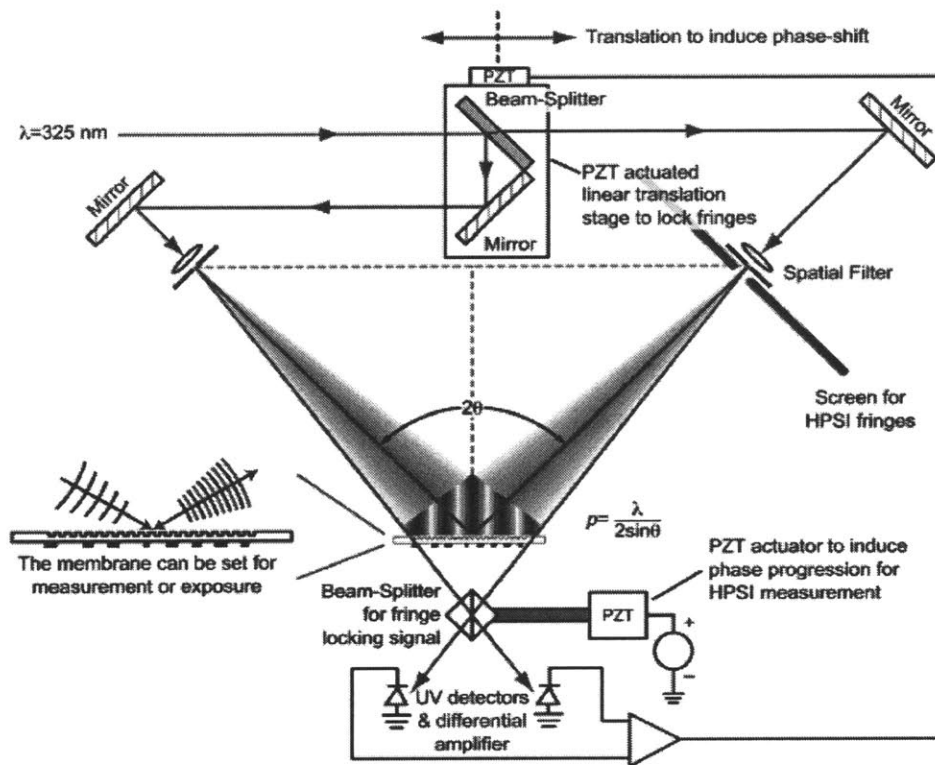 Translation to induce phase-shift
PZT
Beam-Splitter
λ=325 nm
Mirror
Mirror
PZT actuated
linear translation
stage to lock fringes
Mirror
Spatial Filter
2θ
Screen for
HPSI fringes
p= λ
2sinθ
The membrane can be set for
measurement or exposure
PZT actuator to induce
phase progression for
HPSI measurement
Beam-Splitter
for fringe
locking signal
PZT
+
−
UV detectors
& differential
amplifier